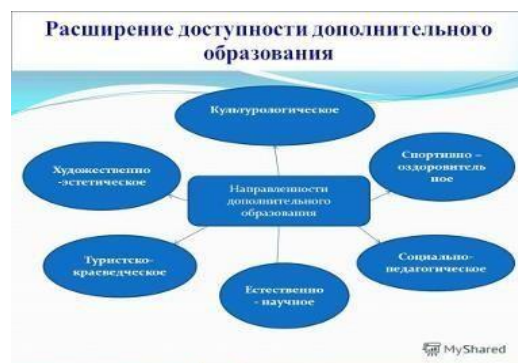 Расширение доступности дополнительного
образования
Культурологическое
Художественно
-эстетическое
Спортивно –
оздоровитель
ное
Направленности
дополнительного
образования
Туристско-
краеведческое
Социально-
педагогическое
Естественно
- научное
MyShared